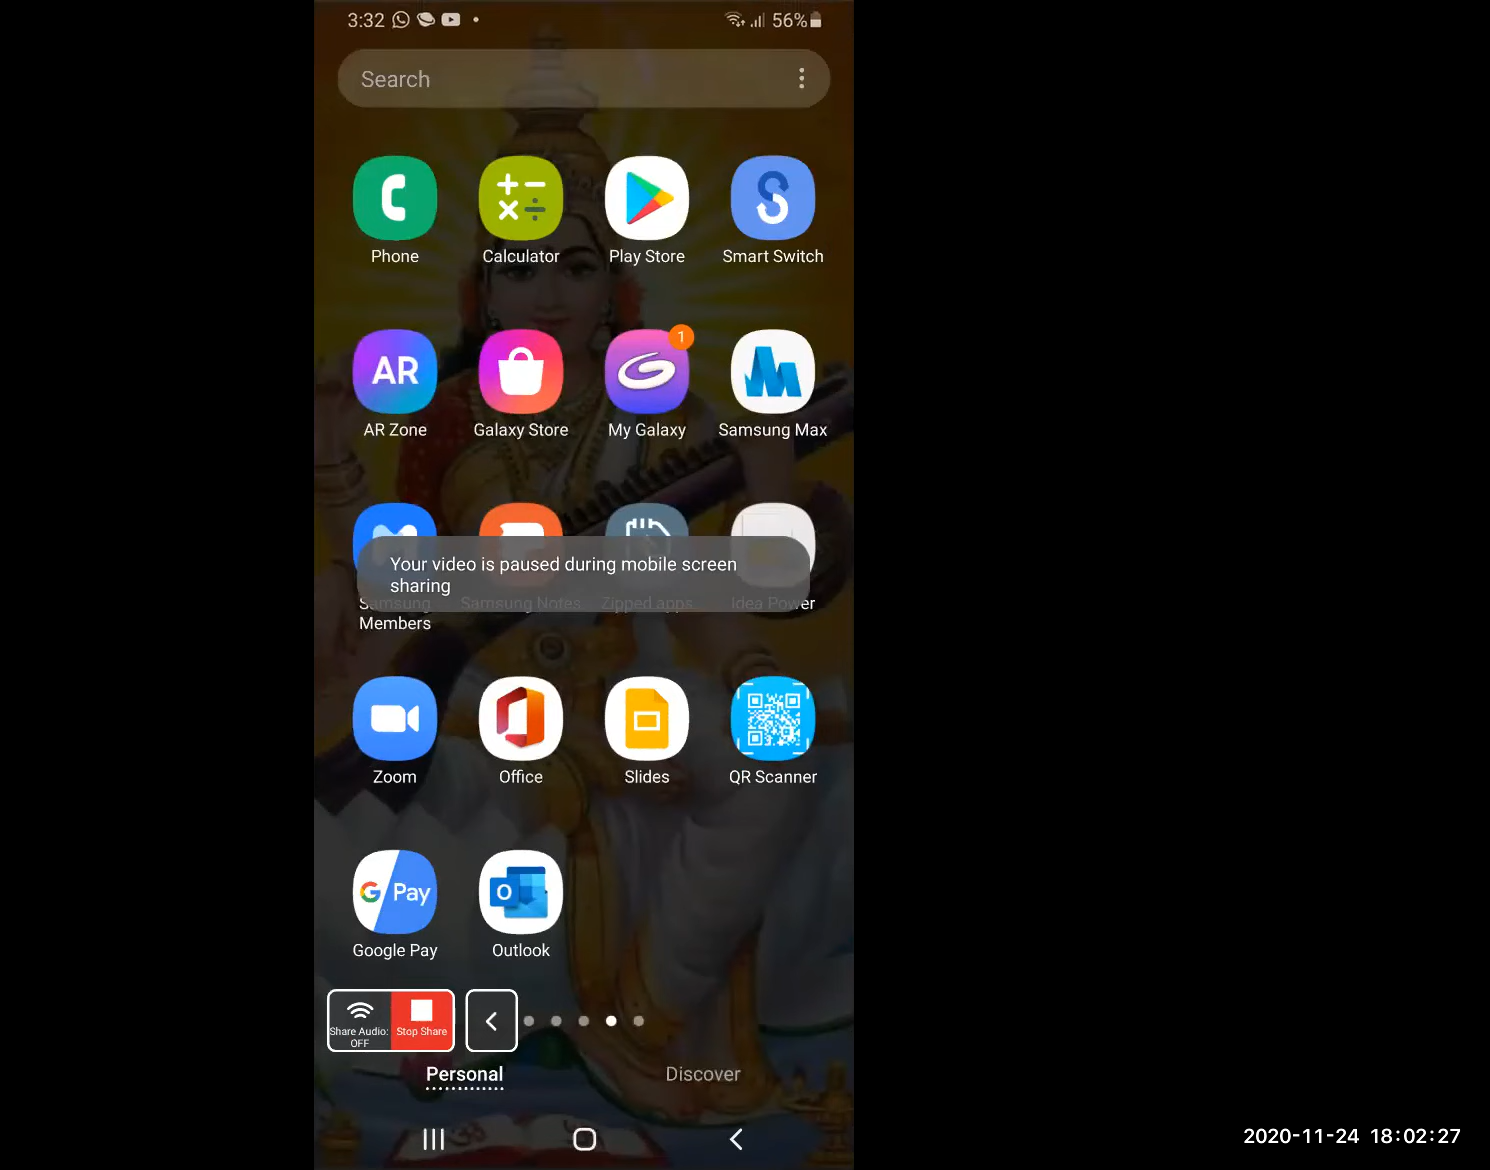 3:32
56%
Search
Phone
Calculator
Play Store
Smart Switch
AR
1
AR Zone
Galaxy Store
My Galaxy
Samsung Max
Your video is paused during mobile screen
sharing
Samsung
Members
Samsung Notes
Zipped apps
Idea Power
Zoom
Office
Slides
QR Scanner
G Pay
O
Google Pay
Outlook
Share Audio:
OFF
Stop Share
Personal
Discover
2020-11-24 18:02:27